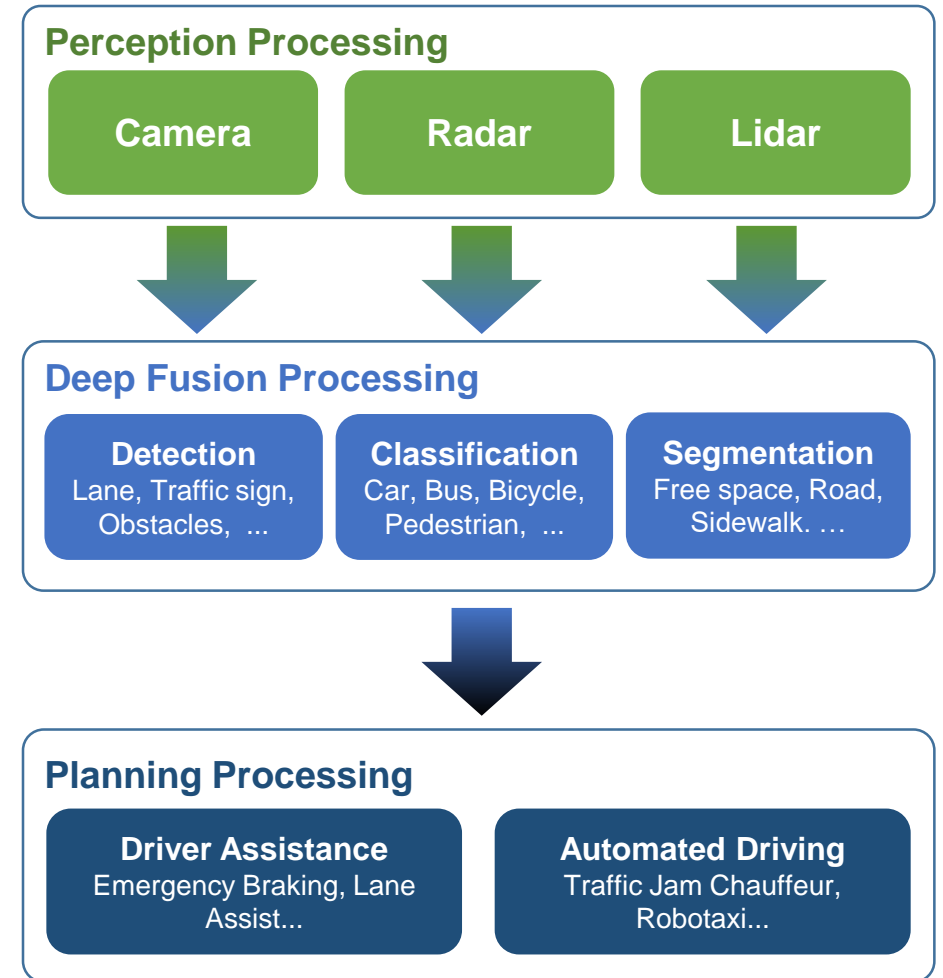 Perception Processing
Camera
Radar
Lidar
Deep Fusion Processing
Detection
Lane, Traffic sign,
Obstacles,  ...
Classification
Car, Bus, Bicycle,
Pedestrian,  ...
Segmentation
Free space, Road,
Sidewalk. …
Planning Processing
Driver Assistance
Emergency Braking, Lane
Assist...
Automated Driving
Traffic Jam Chauffeur,
Robotaxi...